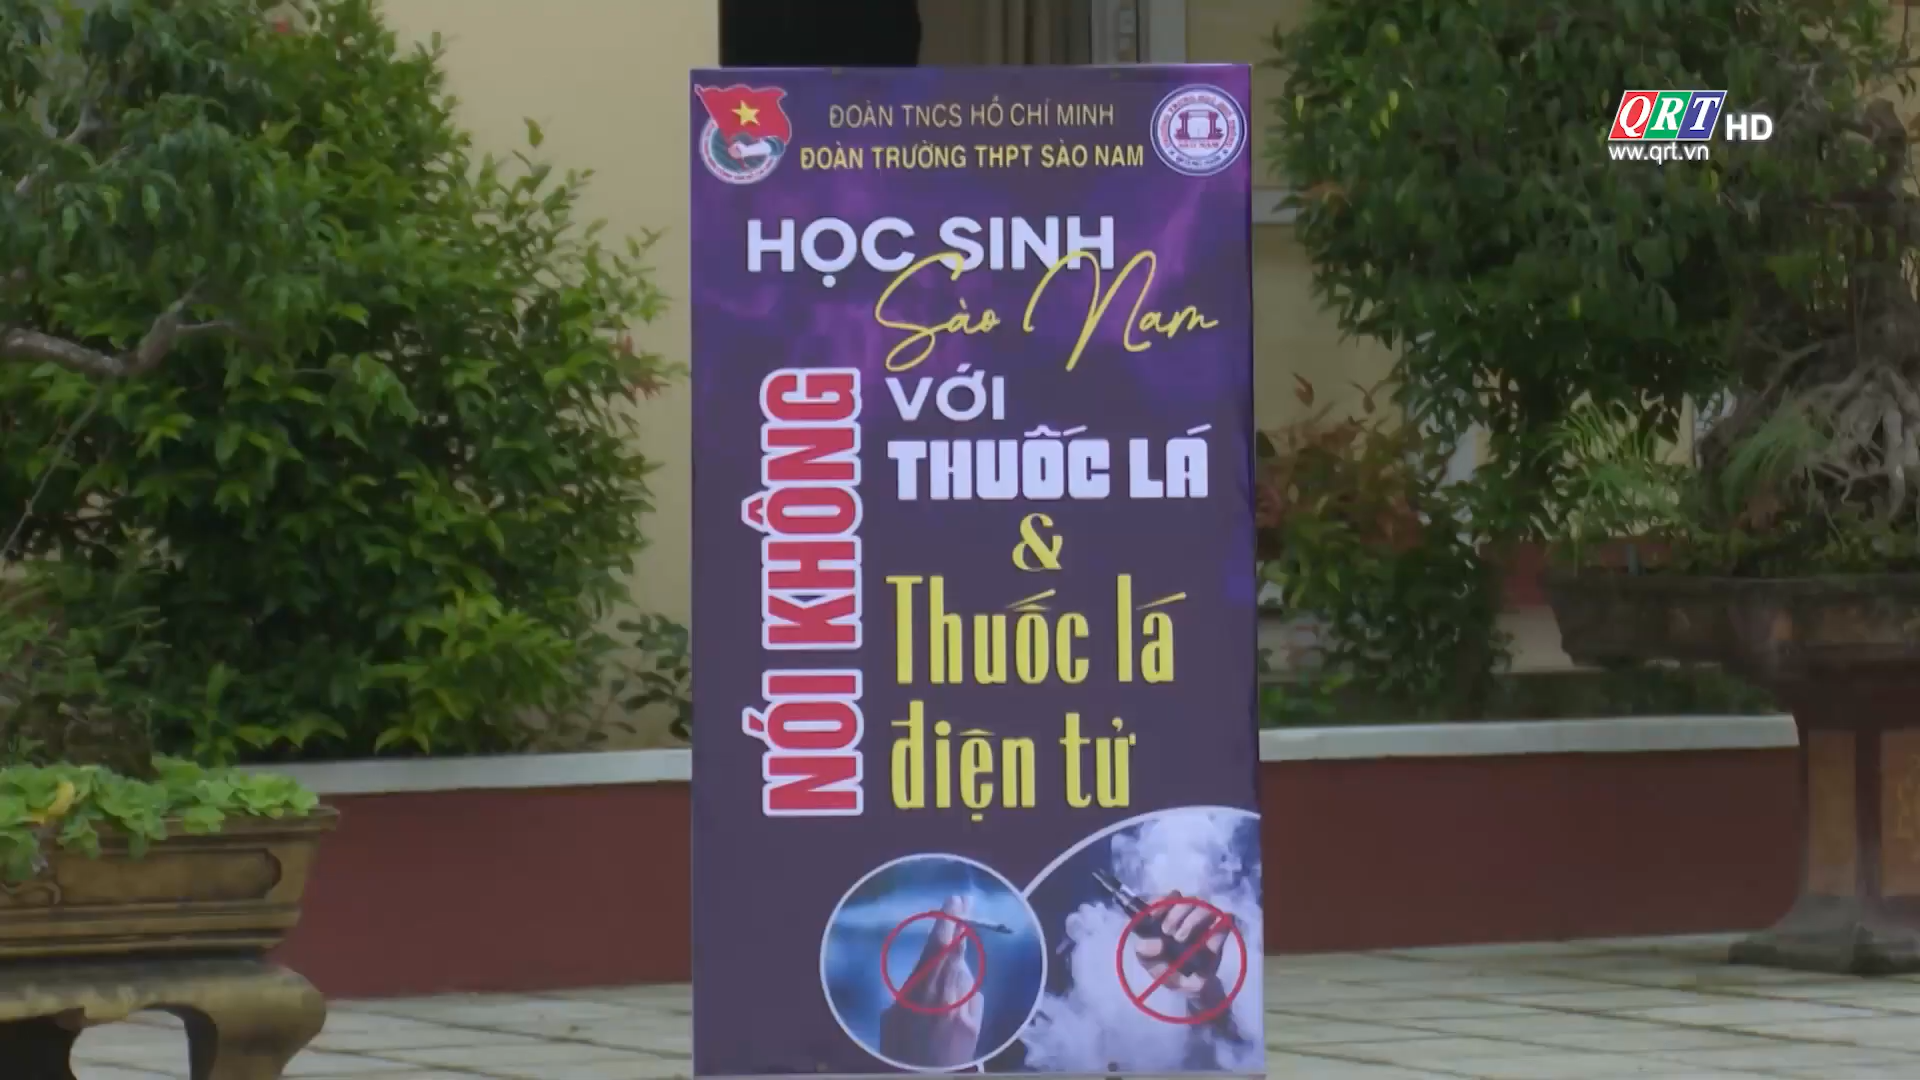 ĐOÀN TNCS HỒ CHÍ MINH
ĐOÀN TRƯỜNG THPT SÀO NAM
HỌC SINH
Sào Nam
NÓI KHÔNG
VỚI
THUỐC LÁ
&
Thuốc lá
điện tử
QRT HD
www.qrt.vn